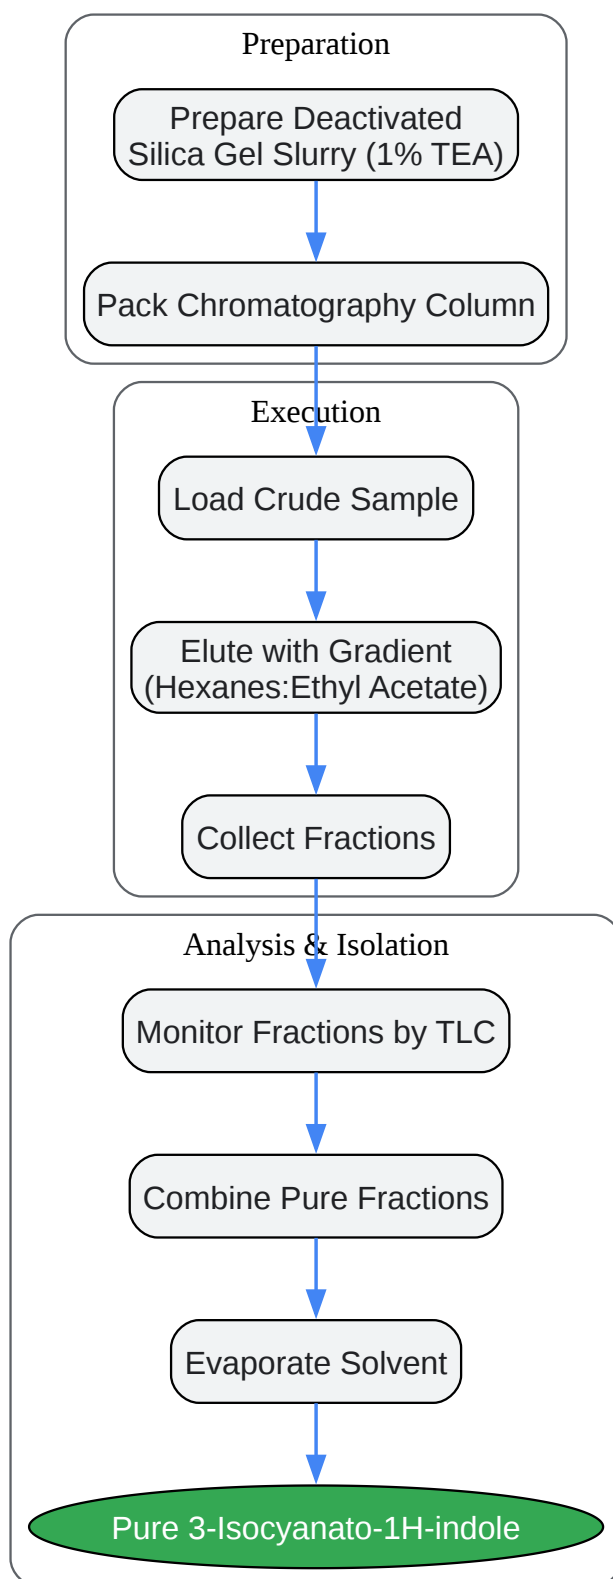 Preparation
Prepare Deactivated
Silica Gel Slurry (1% TEA)
Pack Chromatography Column
Execution
Load Crude Sample
Elute with Gradient
(Hexanes:Ethyl Acetate)
Collect Fractions
Analysis & Isolation
Monitor Fractions by TLC
Combine Pure Fractions
Evaporate Solvent
Pure 3-Isocyanato-1H-indole